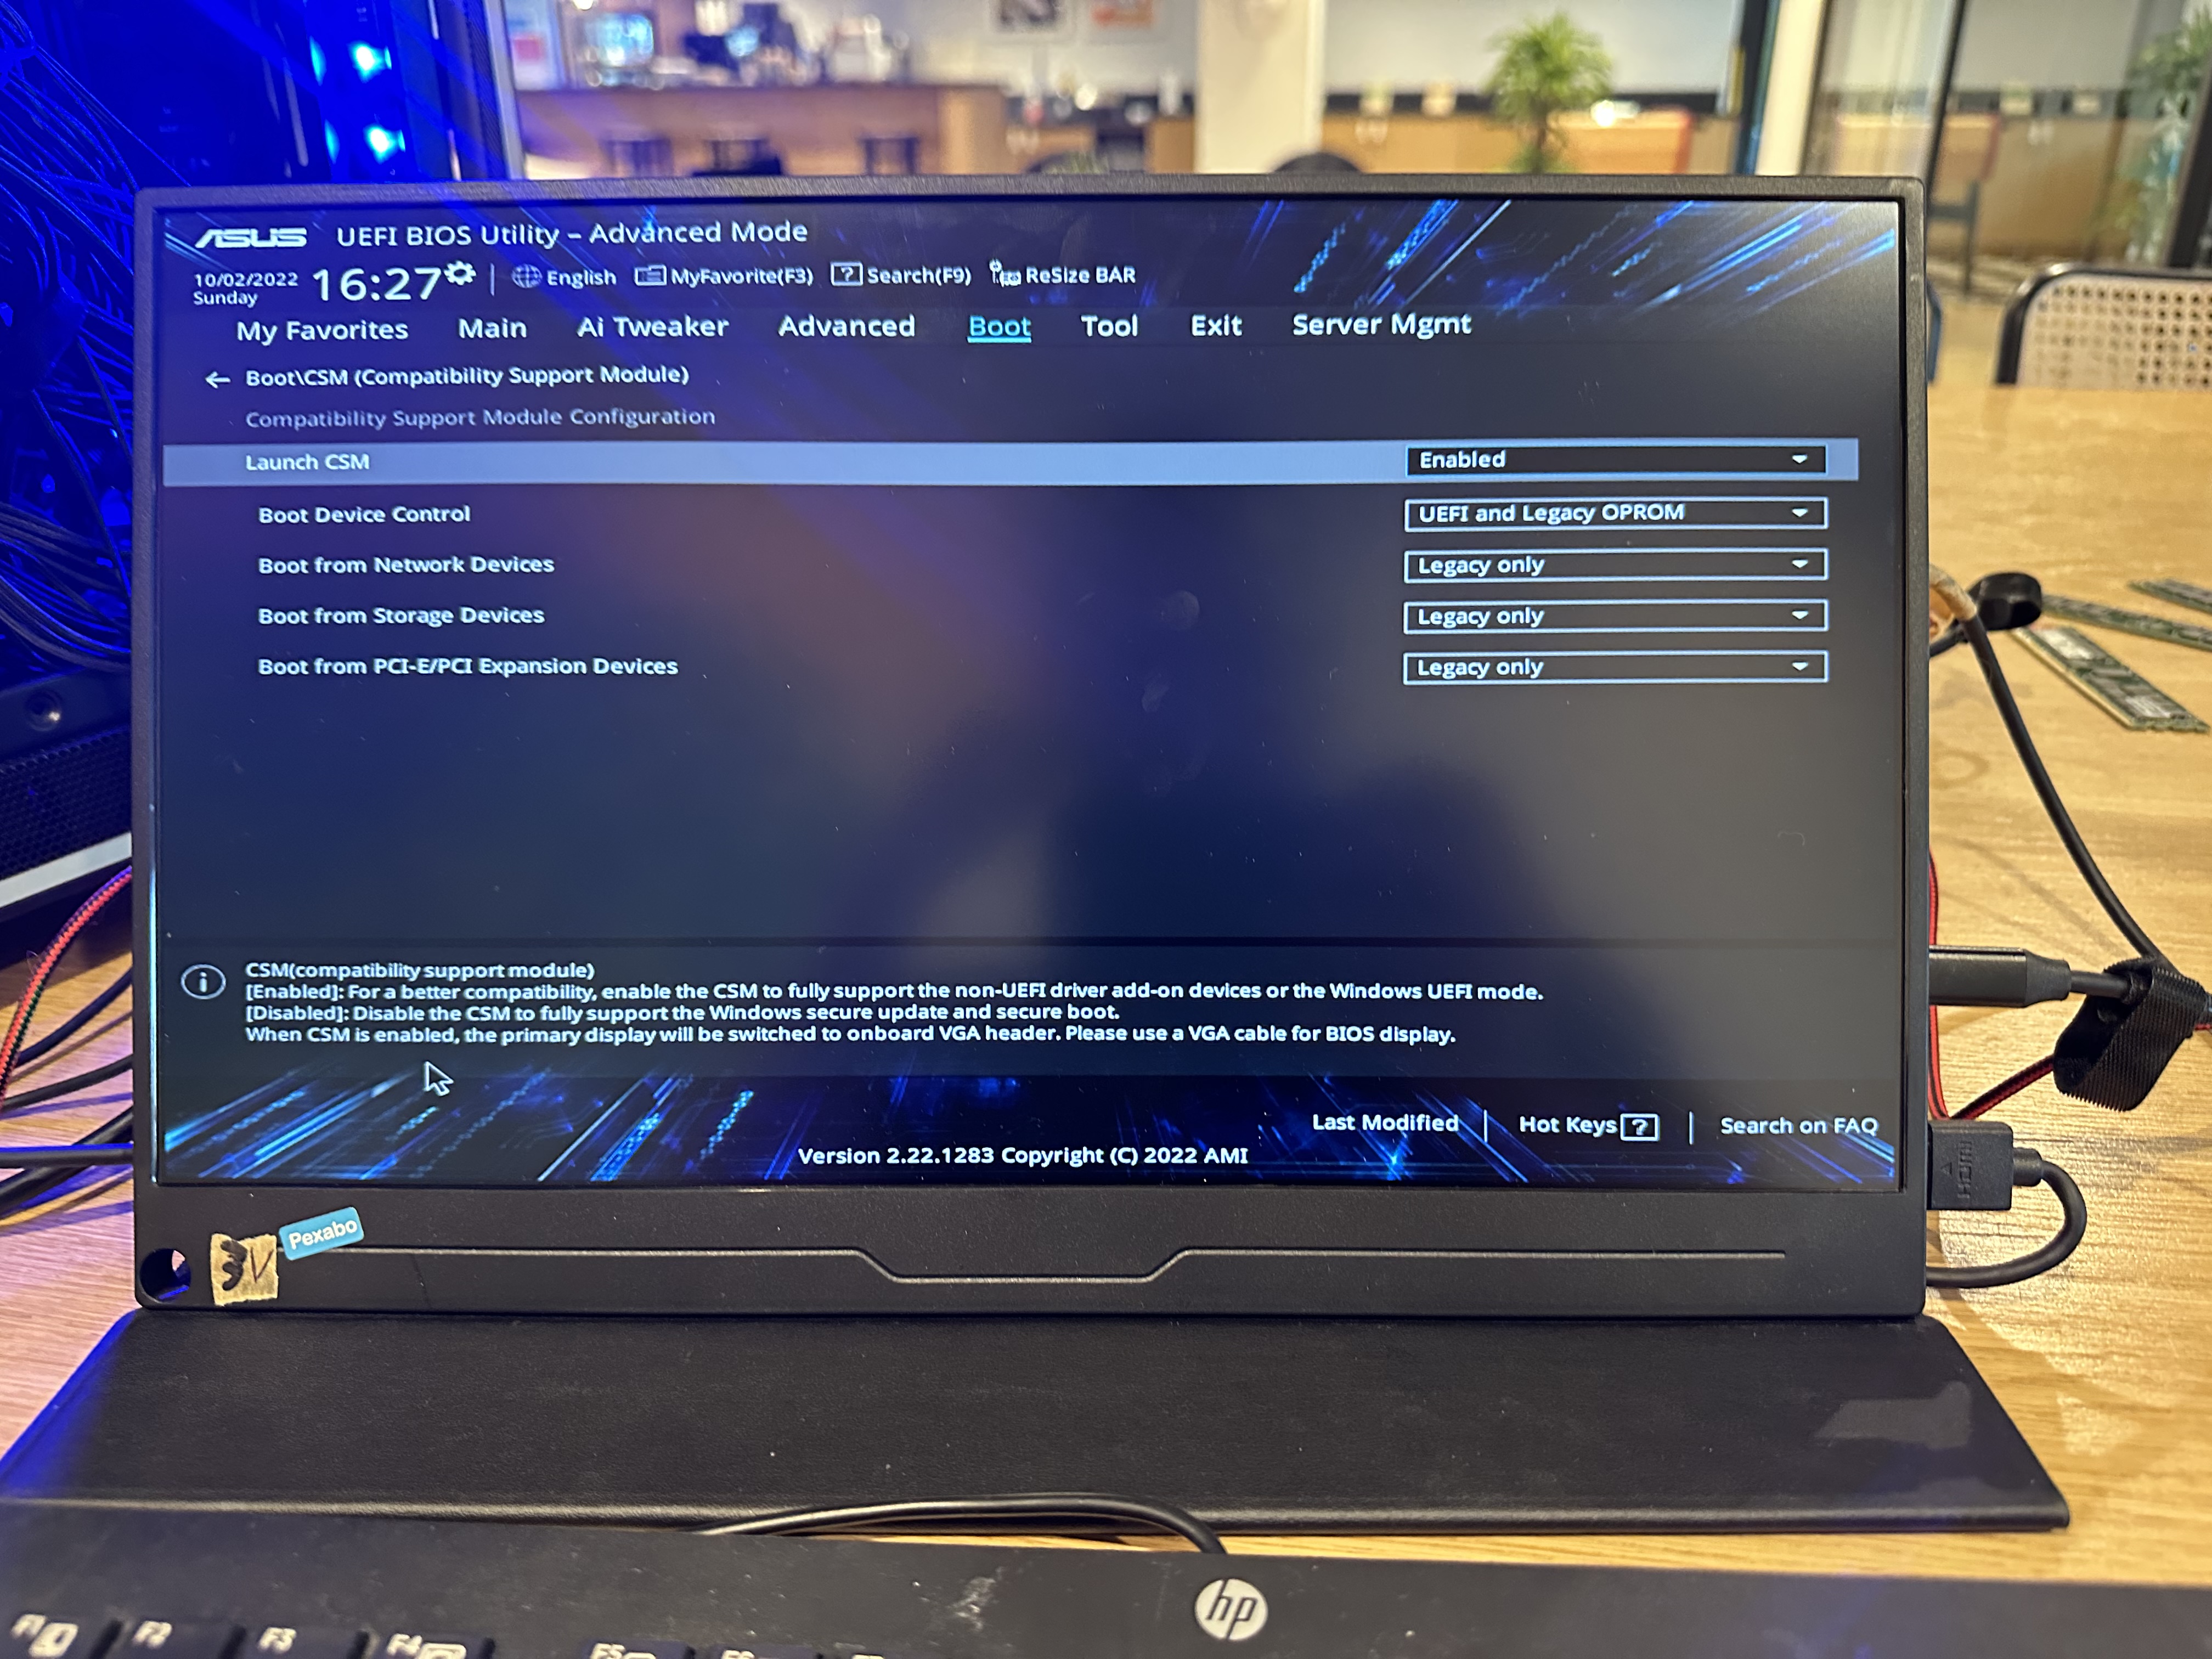 ASUS UEFI BIOS Utility – Advanced Mode
10/02/2022 Sunday 16:27 English MyFavorite(F3) ? Search(F9) ReSize BAR
My Favorites Main Ai Tweaker Advanced Boot Tool Exit Server Mgmt
Boot\CSM (Compatibility Support Module)
Compatibility Support Module Configuration
Launch CSM Enabled
Boot Device Control UEFI and Legacy OPROM
Boot from Network Devices Legacy only
Boot from Storage Devices Legacy only
Boot from PCI-E/PCI Expansion Devices Legacy only
i CSM(compatibility support module)
[Enabled]: For a better compatibility, enable the CSM to fully support the non-UEFI driver add-on devices or the Windows UEFI mode.
[Disabled]: Disable the CSM to fully support the Windows secure update and secure boot.
When CSM is enabled, the primary display will be switched to onboard VGA header. Please use a VGA cable for BIOS display.
Last Modified | Hot Keys ? | Search on FAQ
Version 2.22.1283 Copyright (C) 2022 AMI
Pexabo
HDMI
hp
F1 F2 F3 F4 F5